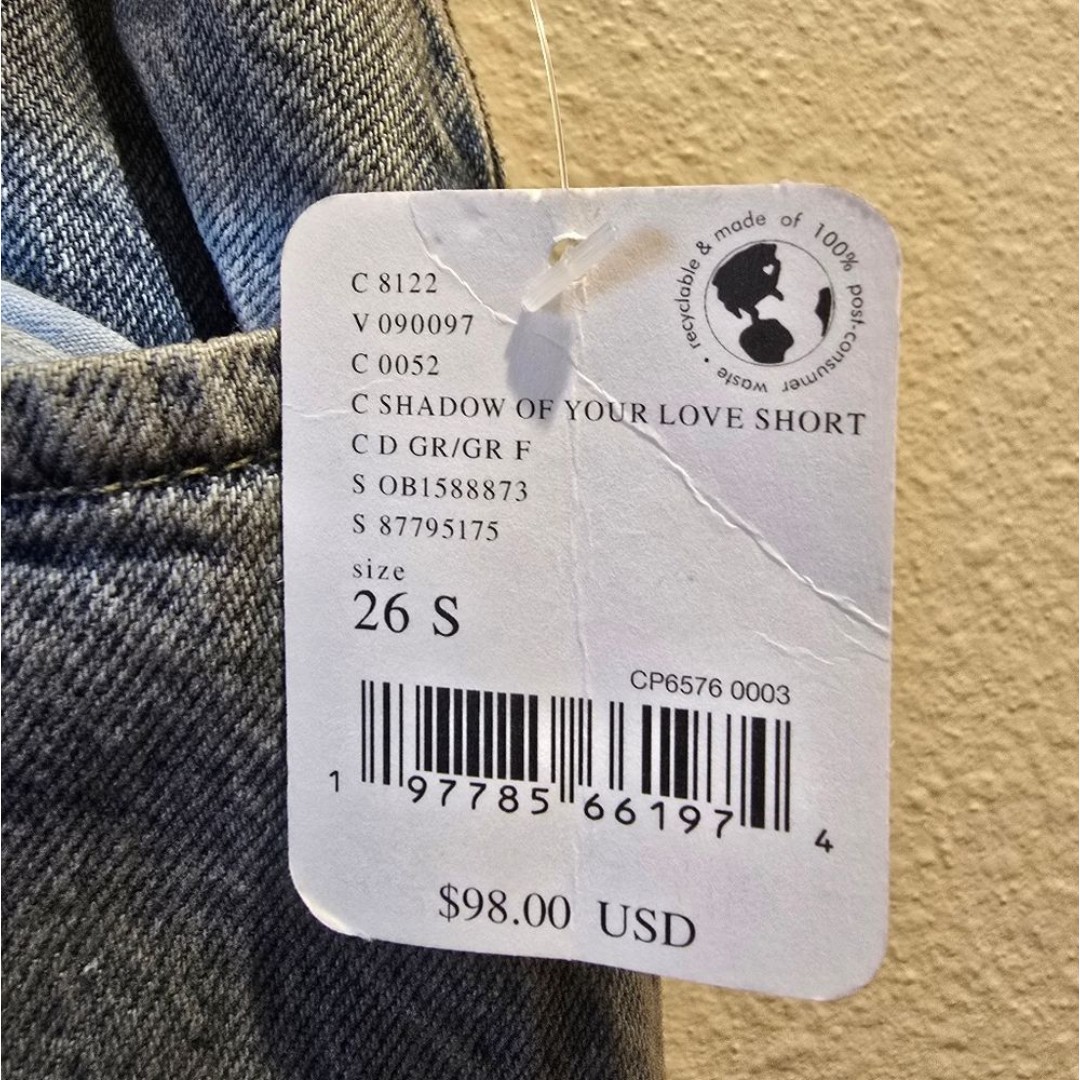 recyclable & made of 100% post-consumer waste •
C 8122
V 090097
C 0052
C SHADOW OF YOUR LOVE SHORT
C D GR/GR F
S OB1588873
S 87795175
size
26 S
CP6576 0003
1 97785 66197 4
$98.00 USD